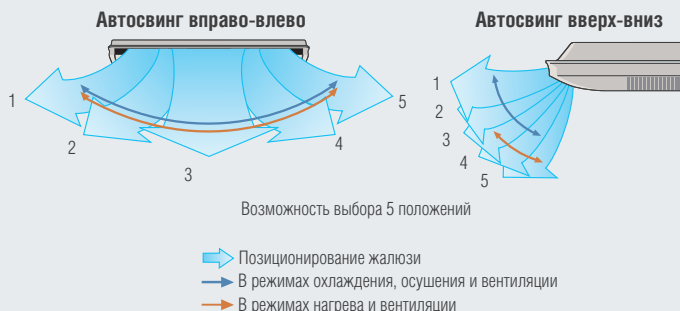 Автосвинг вправо-влево
1
2
3
4
5
Автосвинг вверх-вниз
1
2
3
4
5
Возможность выбора 5 положений
Позиционирование жалюзи
В режимах охлаждения, осушения и вентиляции
В режимах нагрева и вентиляции